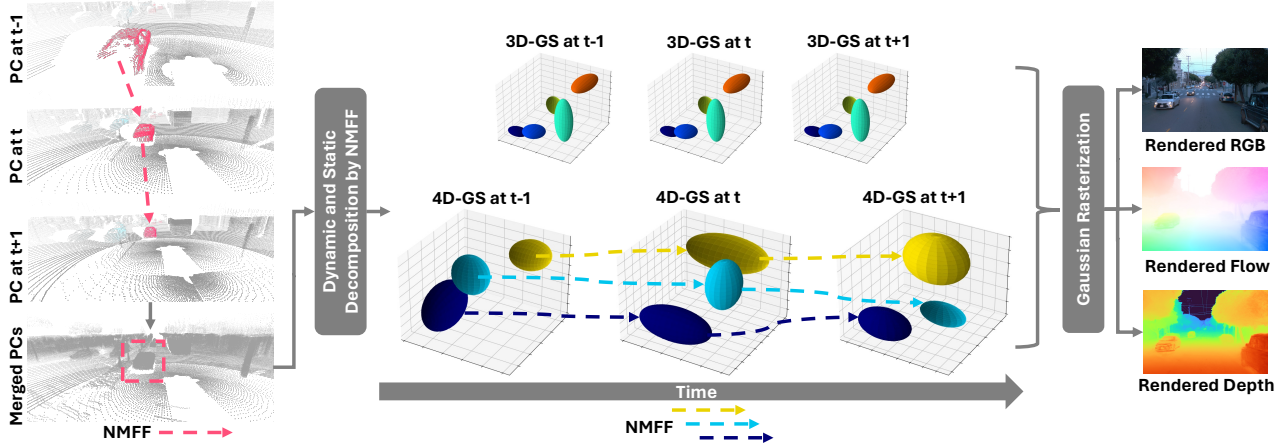 PC at t-1
PC at t
PC at t+1
Merged PCs
NMFF
Dynamic and Static
Decomposition by NMFF
3D-GS at t-1
3D-GS at t
3D-GS at t+1
4D-GS at t-1
4D-GS at t
4D-GS at t+1
Time
NMFF
Gaussian Rasterization
Rendered RGB
Rendered Flow
Rendered Depth